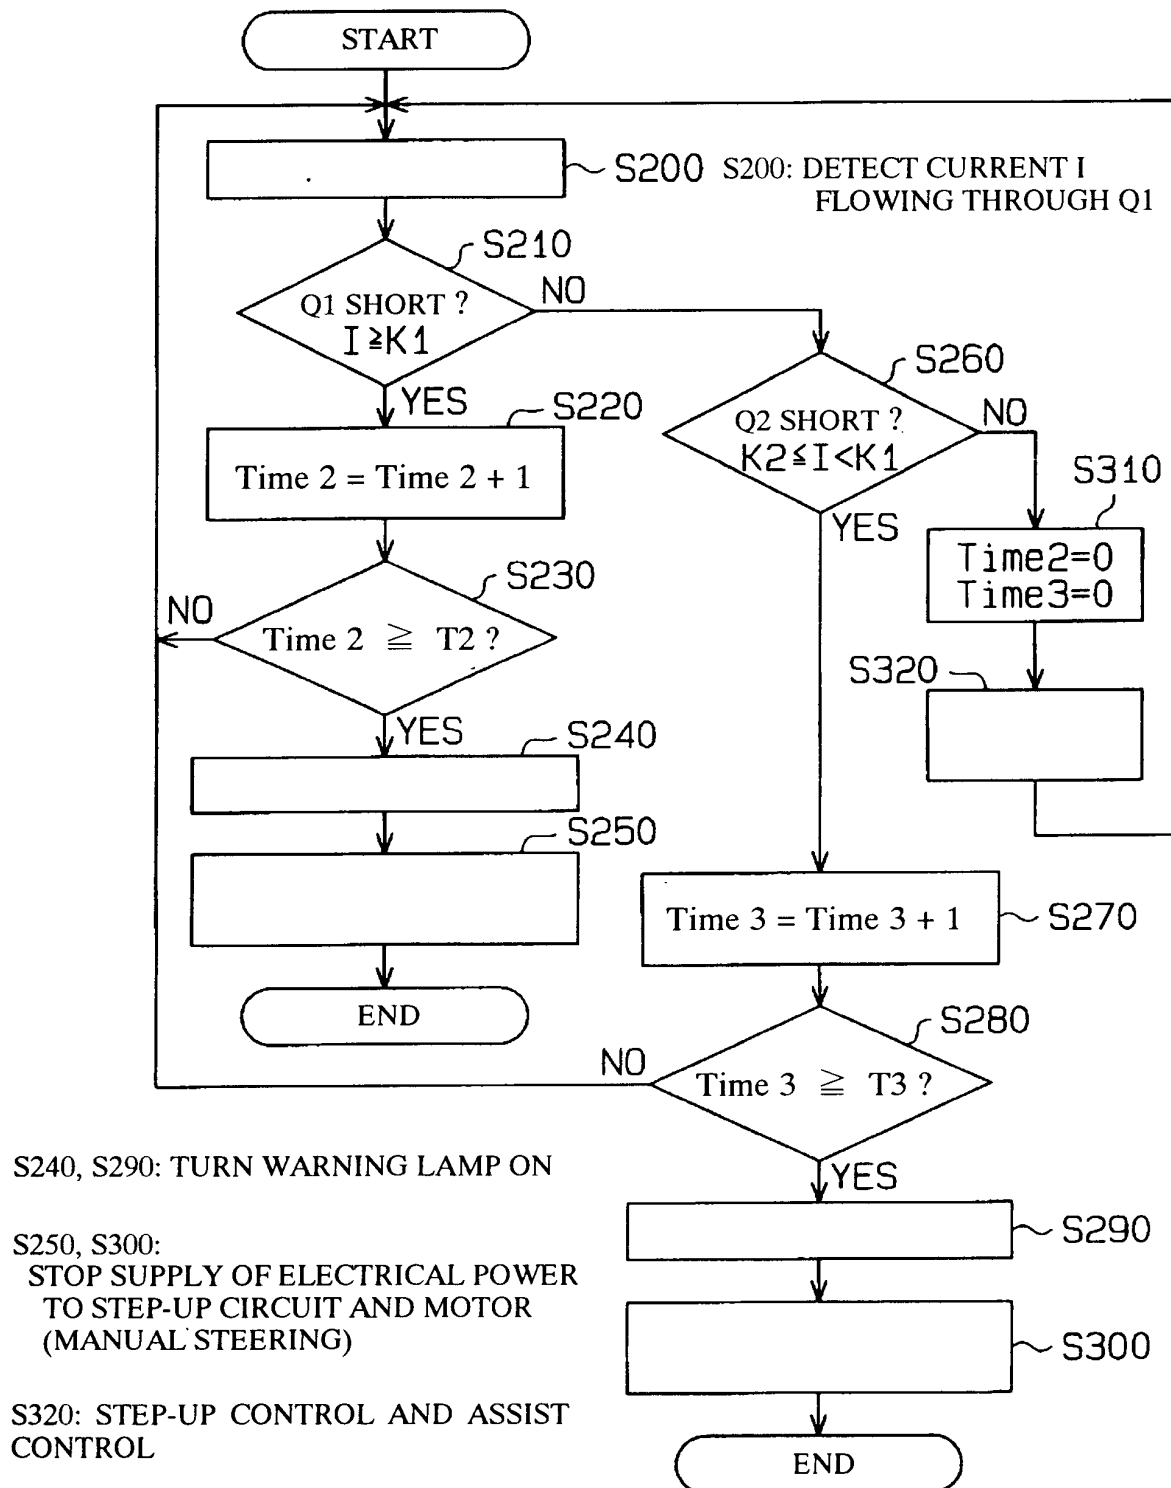 START
S200
S200: DETECT CURRENT I
FLOWING THROUGH Q1
S210
Q1 SHORT ?
I≧K1
NO
YES
S260
Q2 SHORT ?
K2≦I<K1
NO
YES
S220
Time 2 = Time 2 + 1
S310
Time2=0
Time3=0
S230
NO
Time 2 ≧ T2 ?
YES
S320
S240
S250
END
Time 3 = Time 3 + 1
S270
S280
NO
Time 3 ≧ T3 ?
YES
S290
S300
END
S240, S290: TURN WARNING LAMP ON
S250, S300:
STOP SUPPLY OF ELECTRICAL POWER
TO STEP-UP CIRCUIT AND MOTOR
(MANUAL STEERING)
S320: STEP-UP CONTROL AND ASSIST
CONTROL